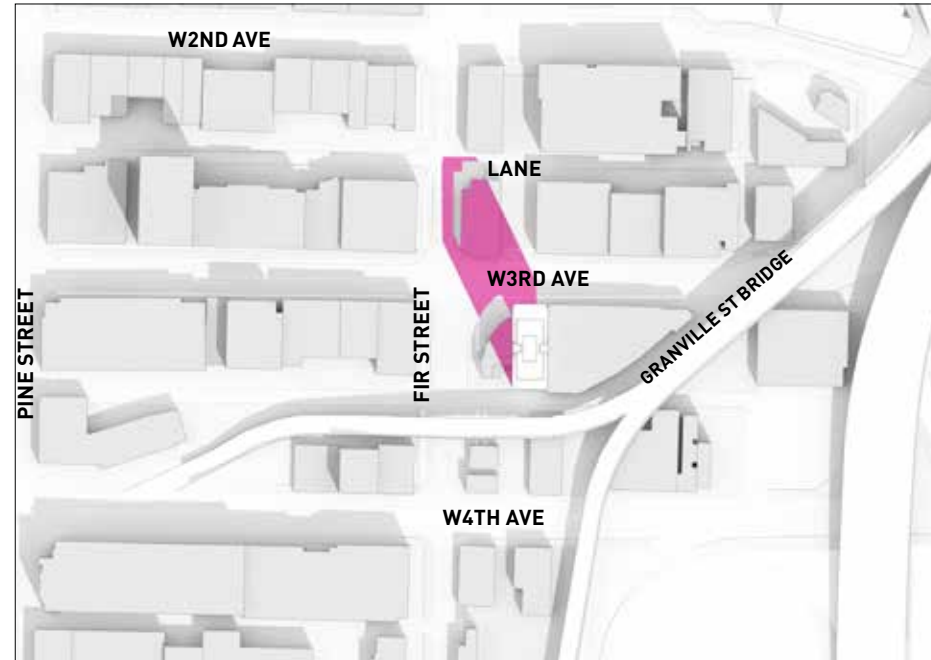 W2ND AVE
LANE
W3RD AVE
GRANVILLE ST BRIDGE
PINE STREET
FIR STREET
W4TH AVE